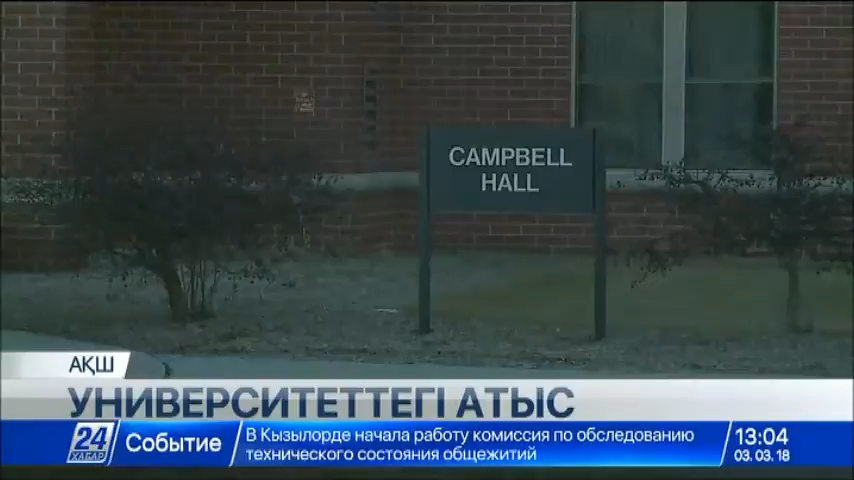 CAMPBELL
HALL
АҚШ
УНИВЕРСИТЕТТЕГІ АТЫС
24
ХАБАР
Событие
В Кызылорде начала работу комиссия по обследованию
технического состояния общежитий
13:04
03. 03. 18